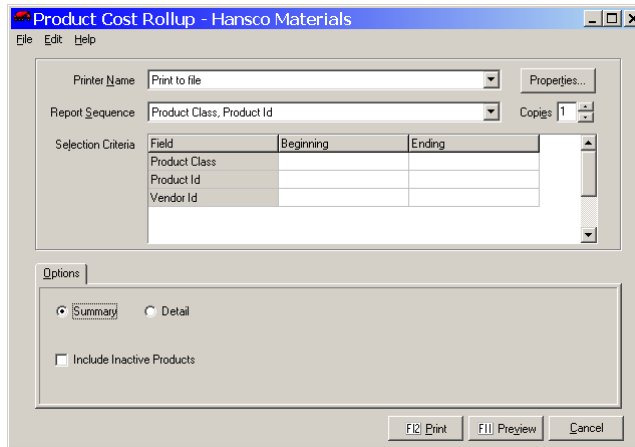 Product Cost Rollup - Hansco Materials
File Edit Help
Printer Name Print to file Properties...
Report Sequence Product Class, Product Id Copies 1
Selection Criteria Field Beginning Ending
Product Class
Product Id
Vendor Id
Options
Summary Detail
Include Inactive Products
F12 Print F11 Preview Cancel